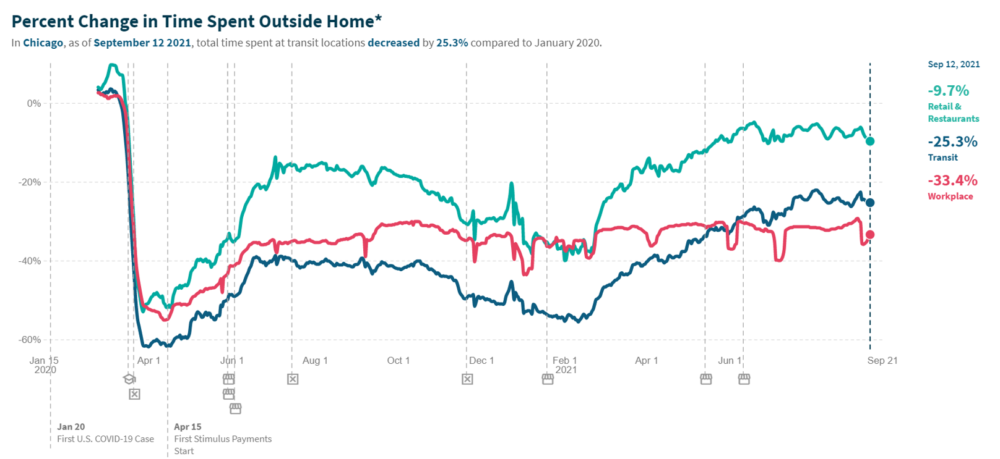 Percent Change in Time Spent Outside Home*
In Chicago, as of September 12 2021, total time spent at transit locations decreased by 25.3% compared to January 2020.
Sep 12, 2021
-9.7%
Retail &
Restaurants
-25.3%
Transit
-33.4%
Workplace
0%
-20%
-40%
-60%
Jan 15
2020
Apr 1
Jun 1
Aug 1
Oct 1
Dec 1
Feb 1
2021
Apr 1
Jun 1
Sep 21
Jan 20
First U.S. COVID-19 Case
Apr 15
First Stimulus Payments
Start